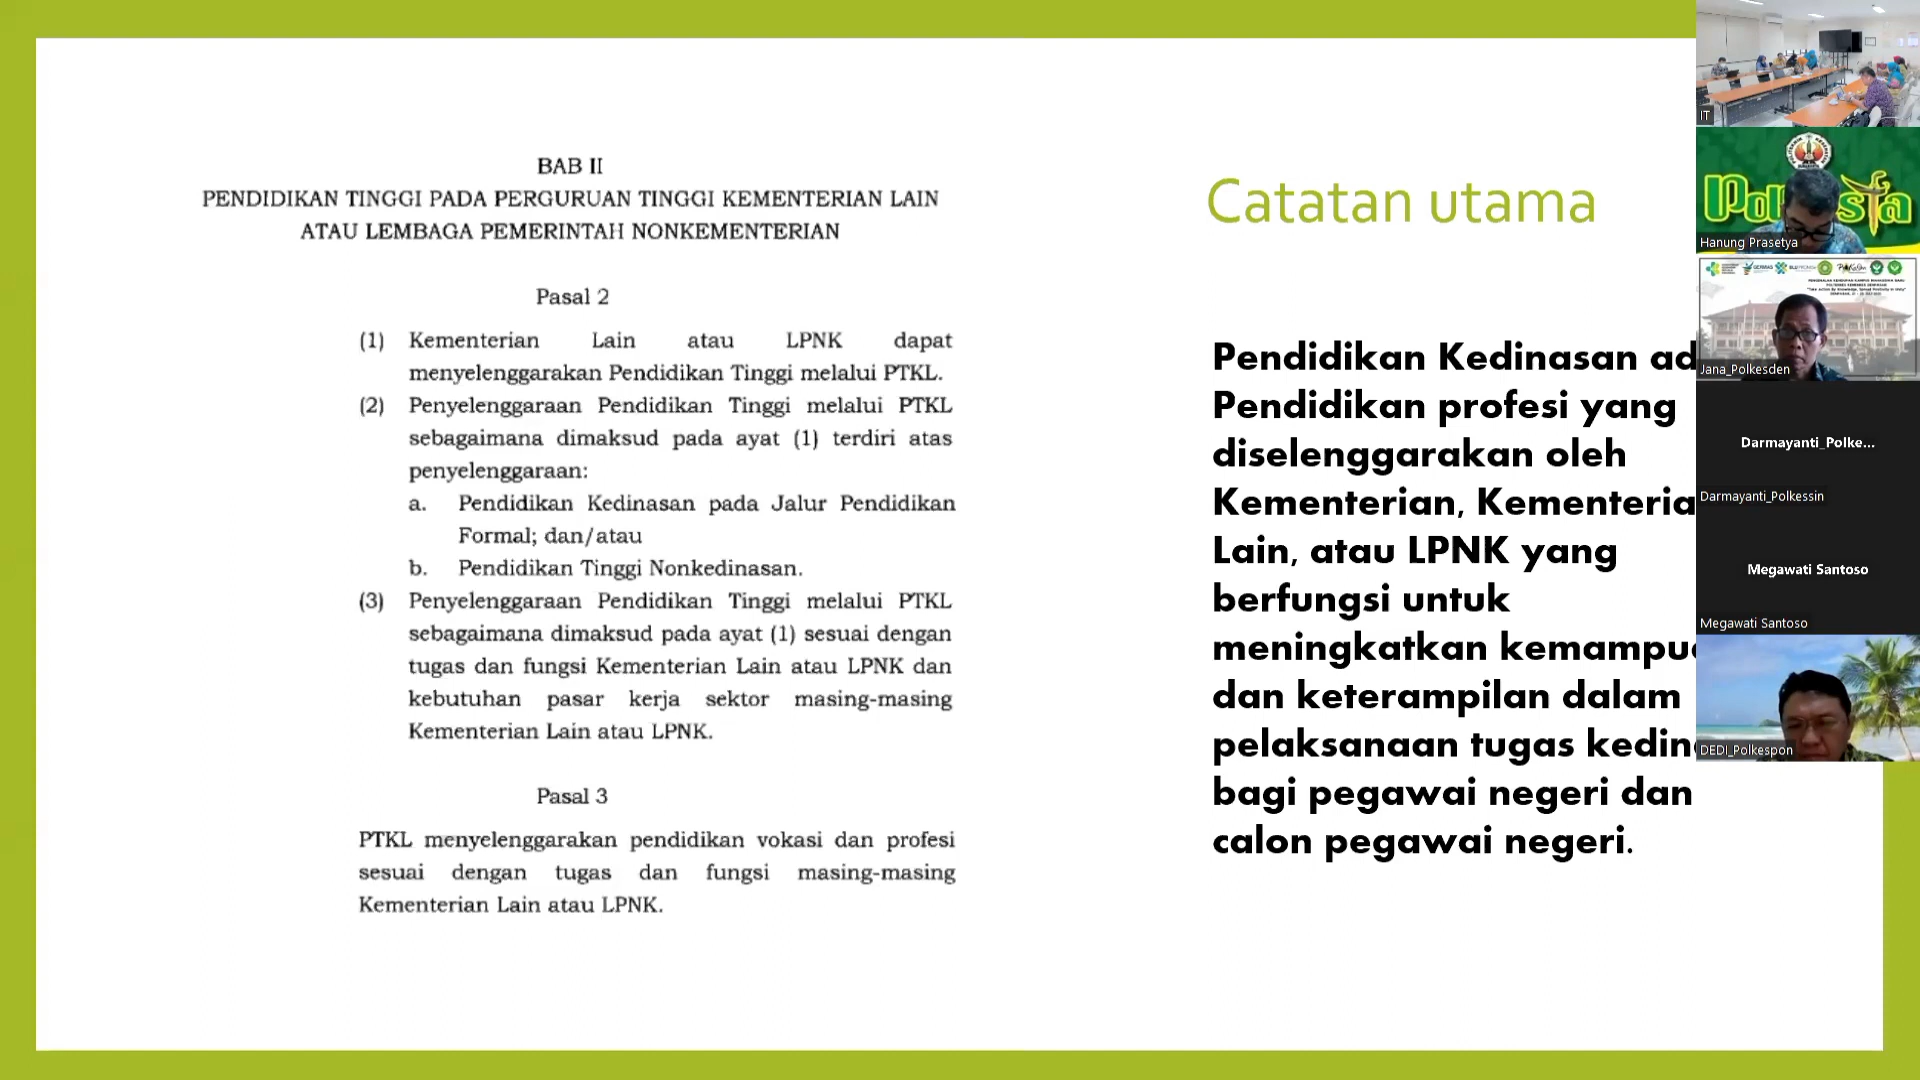 BAB II
PENDIDIKAN TINGGI PADA PERGURUAN TINGGI KEMENTERIAN LAIN
ATAU LEMBAGA PEMERINTAH NONKEMENTERIAN
Pasal 2
(1) Kementerian Lain atau LPNK dapat
menyelenggarakan Pendidikan Tinggi melalui PTKL.
(2) Penyelenggaraan Pendidikan Tinggi melalui PTKL
sebagaimana dimaksud pada ayat (1) terdiri atas
penyelenggaraan:
a. Pendidikan Kedinasan pada Jalur Pendidikan
Formal; dan/atau
b. Pendidikan Tinggi Nonkedinasan.
(3) Penyelenggaraan Pendidikan Tinggi melalui PTKL
sebagaimana dimaksud pada ayat (1) sesuai dengan
tugas dan fungsi Kementerian Lain atau LPNK dan
kebutuhan pasar kerja sektor masing-masing
Kementerian Lain atau LPNK.
Pasal 3
PTKL menyelenggarakan pendidikan vokasi dan profesi
sesuai dengan tugas dan fungsi masing-masing
Kementerian Lain atau LPNK.
Catatan utama
Pendidikan Kedinasan ad
Pendidikan profesi yang
diselenggarakan oleh
Kementerian, Kementeria
Lain, atau LPNK yang
berfungsi untuk
meningkatkan kemampu
dan keterampilan dalam
pelaksanaan tugas kedin
bagi pegawai negeri dan
calon pegawai negeri.
IT
Hanung Prasetya
Jana_Polkesden
Darmayanti_Polke...
Darmayanti_Polkessin
Megawati Santoso
Megawati Santoso
DEDI_Polkespon